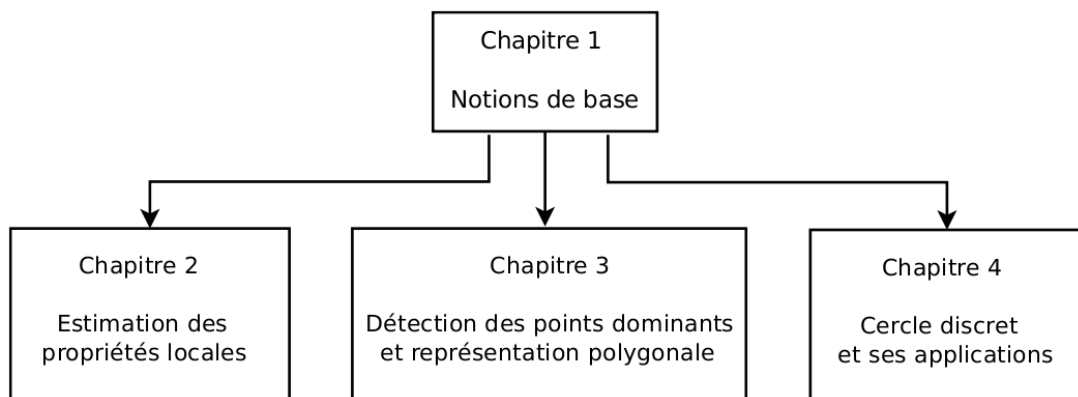 Chapitre 1
Notions de base
Chapitre 2
Estimation des
propriétés locales
Chapitre 3
Détection des points dominants
et représentation polygonale
Chapitre 4
Cercle discret
et ses applications